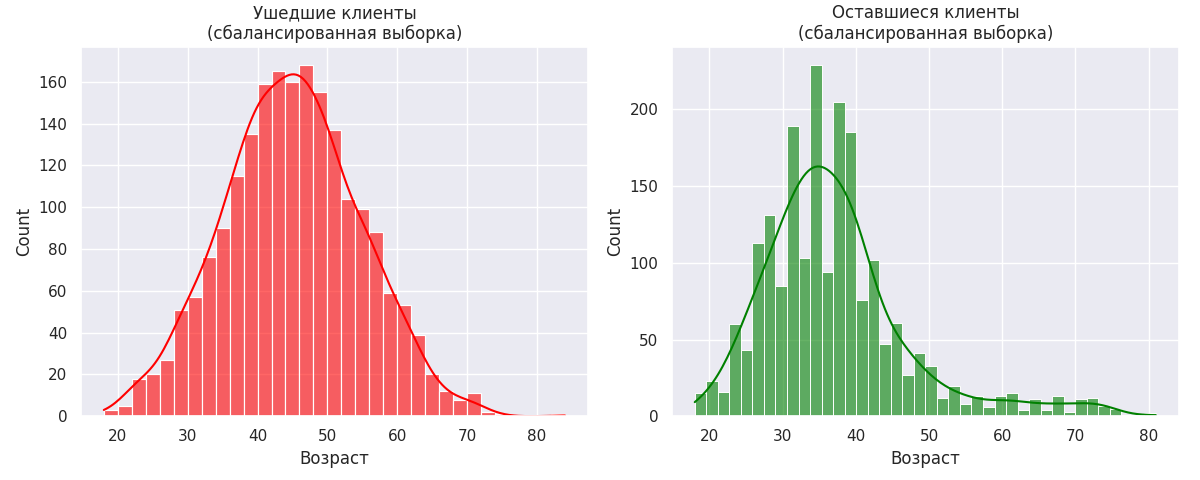 Ушедшие клиенты
(сбалансированная выборка)
160
140
120
100
80
60
40
20
0
Count
20 30 40 50 60 70 80
Возраст
Оставшиеся клиенты
(сбалансированная выборка)
200
150
100
50
0
Count
20 30 40 50 60 70 80
Возраст